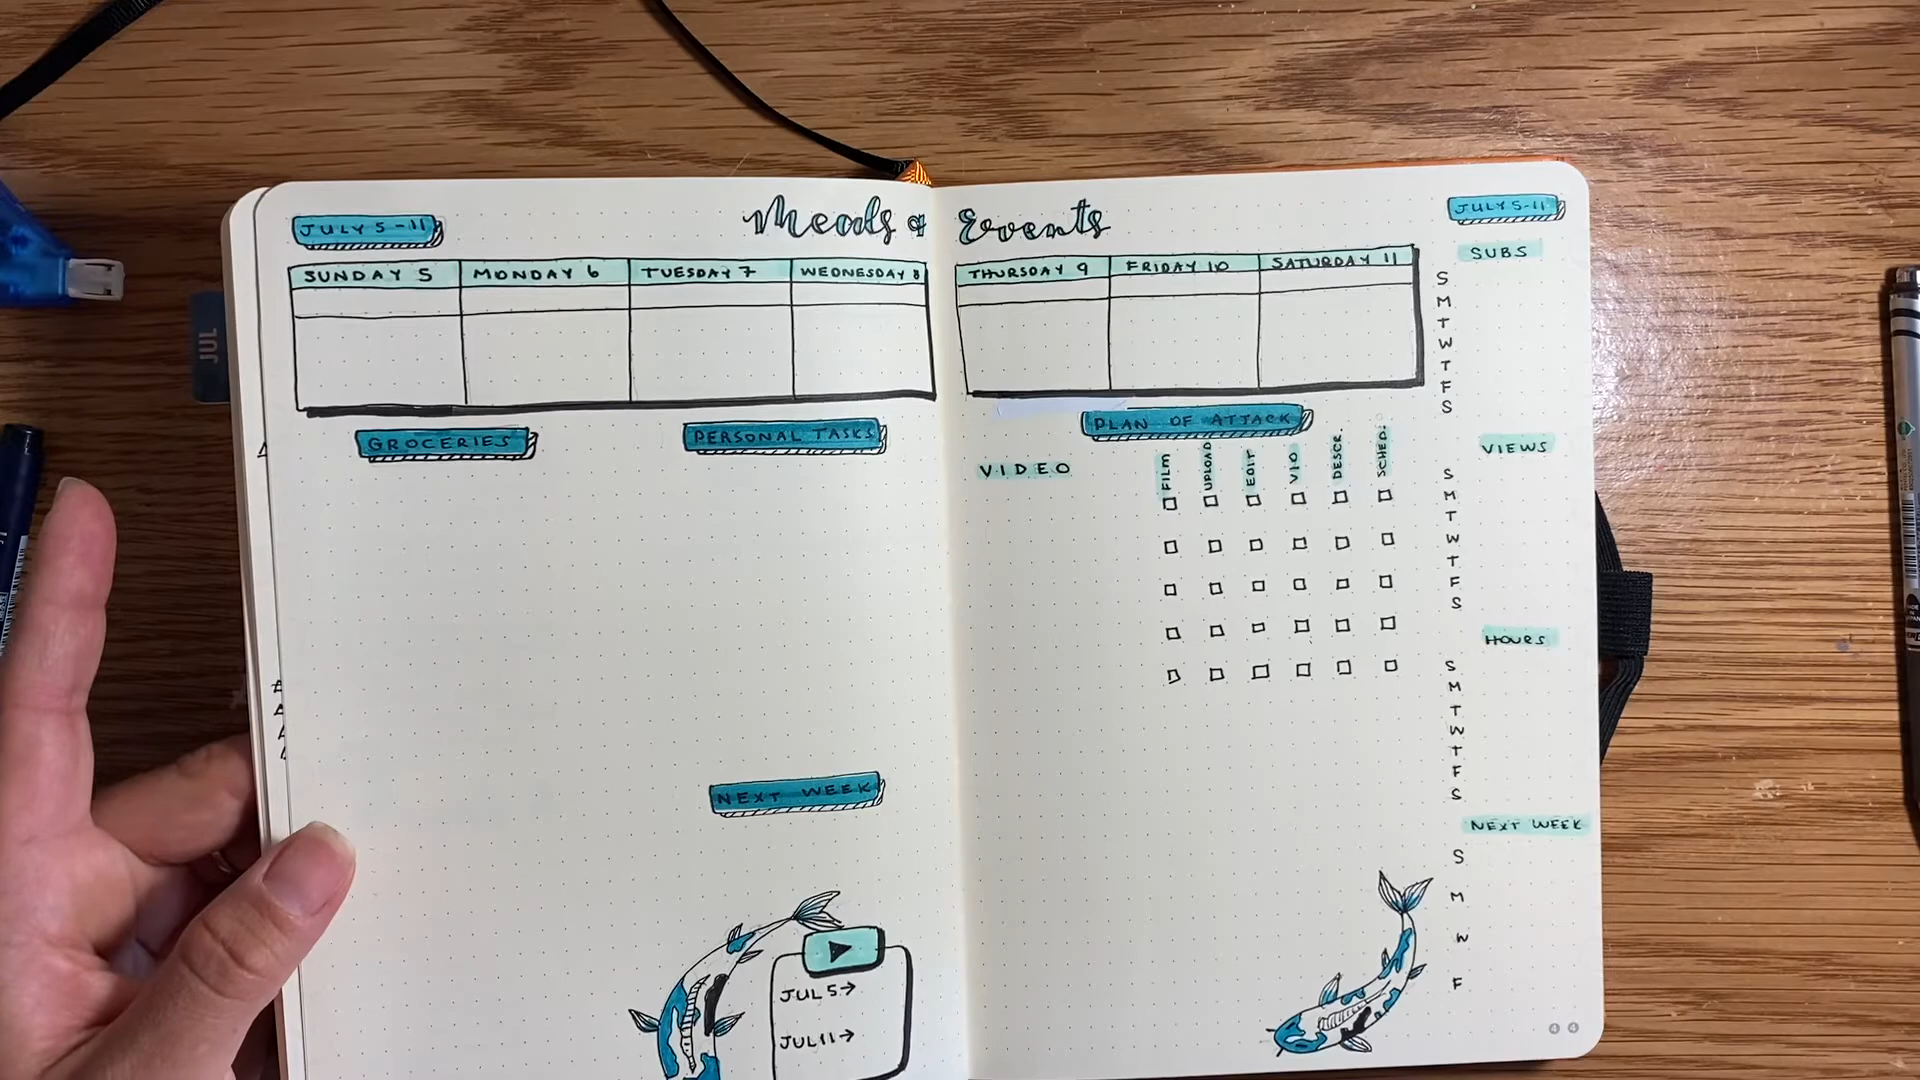 JULY 5-11
Meals & Events
JULY 5-11
SUNDAY 5
MONDAY 6
TUESDAY 7
WEDNESDAY 8
THURSDAY 9
FRIDAY 10
SATURDAY 11
JUL
GROCERIES
PERSONAL TASKS
NEXT WEEK
JUL 5→
JUL 11→
PLAN OF ATTACK
VIDEO
FILM
UPLOAD
EDIT
VIO
DESCR.
SCHED.
SUBS
S
M
T
W
T
F
S
VIEWS
S
M
T
W
T
F
S
HOURS
S
M
T
W
T
F
S
NEXT WEEK
S
M
W
F
44